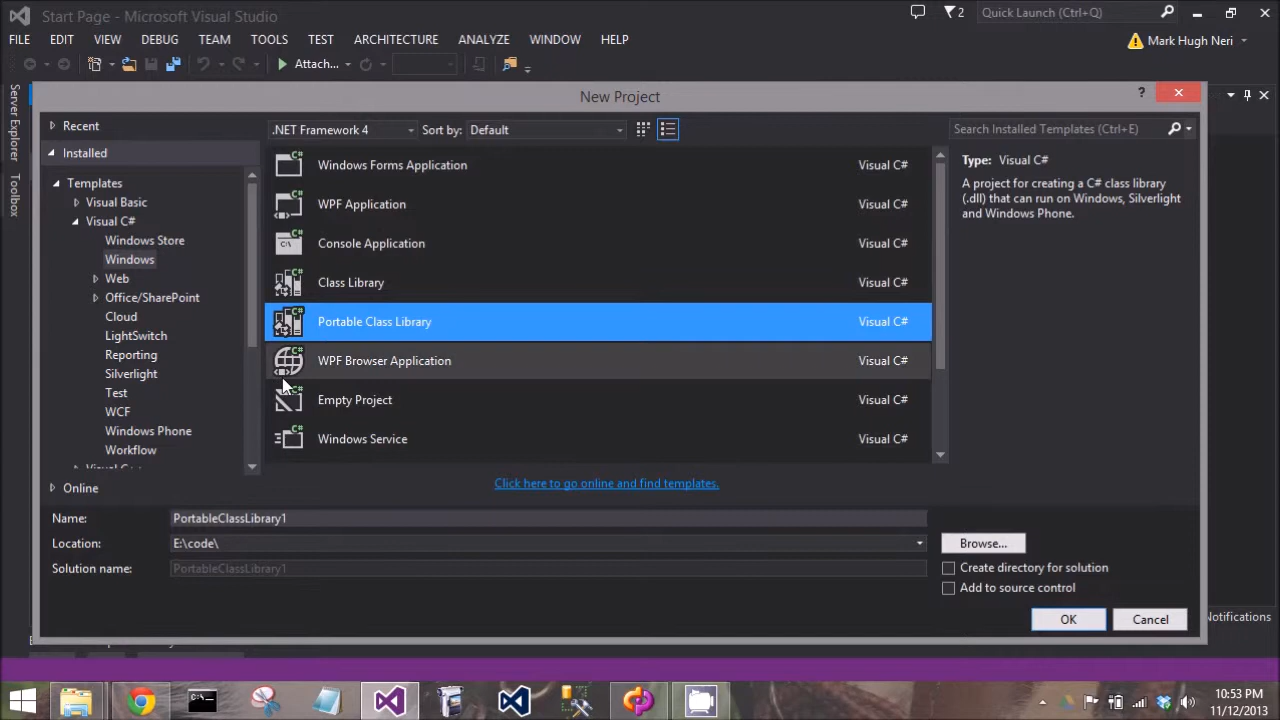 Start Page - Microsoft Visual Studio
2
Quick Launch (Ctrl+Q)
FILE EDIT VIEW DEBUG TEAM TOOLS TEST ARCHITECTURE ANALYZE WINDOW HELP
Mark Hugh Neri
Attach...
Server Explorer
Toolbox
New Project
?
Recent
Installed
.NET Framework 4
Sort by: Default
Search Installed Templates (Ctrl+E)
Templates
Visual Basic
Visual C#
Windows Store
Windows
Web
Office/SharePoint
Cloud
LightSwitch
Reporting
Silverlight
Test
WCF
Windows Phone
Workflow
Online
Windows Forms Application Visual C#
WPF Application Visual C#
Console Application Visual C#
Class Library Visual C#
Portable Class Library Visual C#
WPF Browser Application Visual C#
Empty Project Visual C#
Windows Service Visual C#
Click here to go online and find templates.
Type: Visual C#
A project for creating a C# class library
(.dll) that can run on Windows, Silverlight
and Windows Phone.
Name: PortableClassLibrary1
Location: E:\code\
Browse...
Solution name: PortableClassLibrary1
Create directory for solution
Add to source control
OK Cancel
Notifications
10:53 PM
11/12/2013